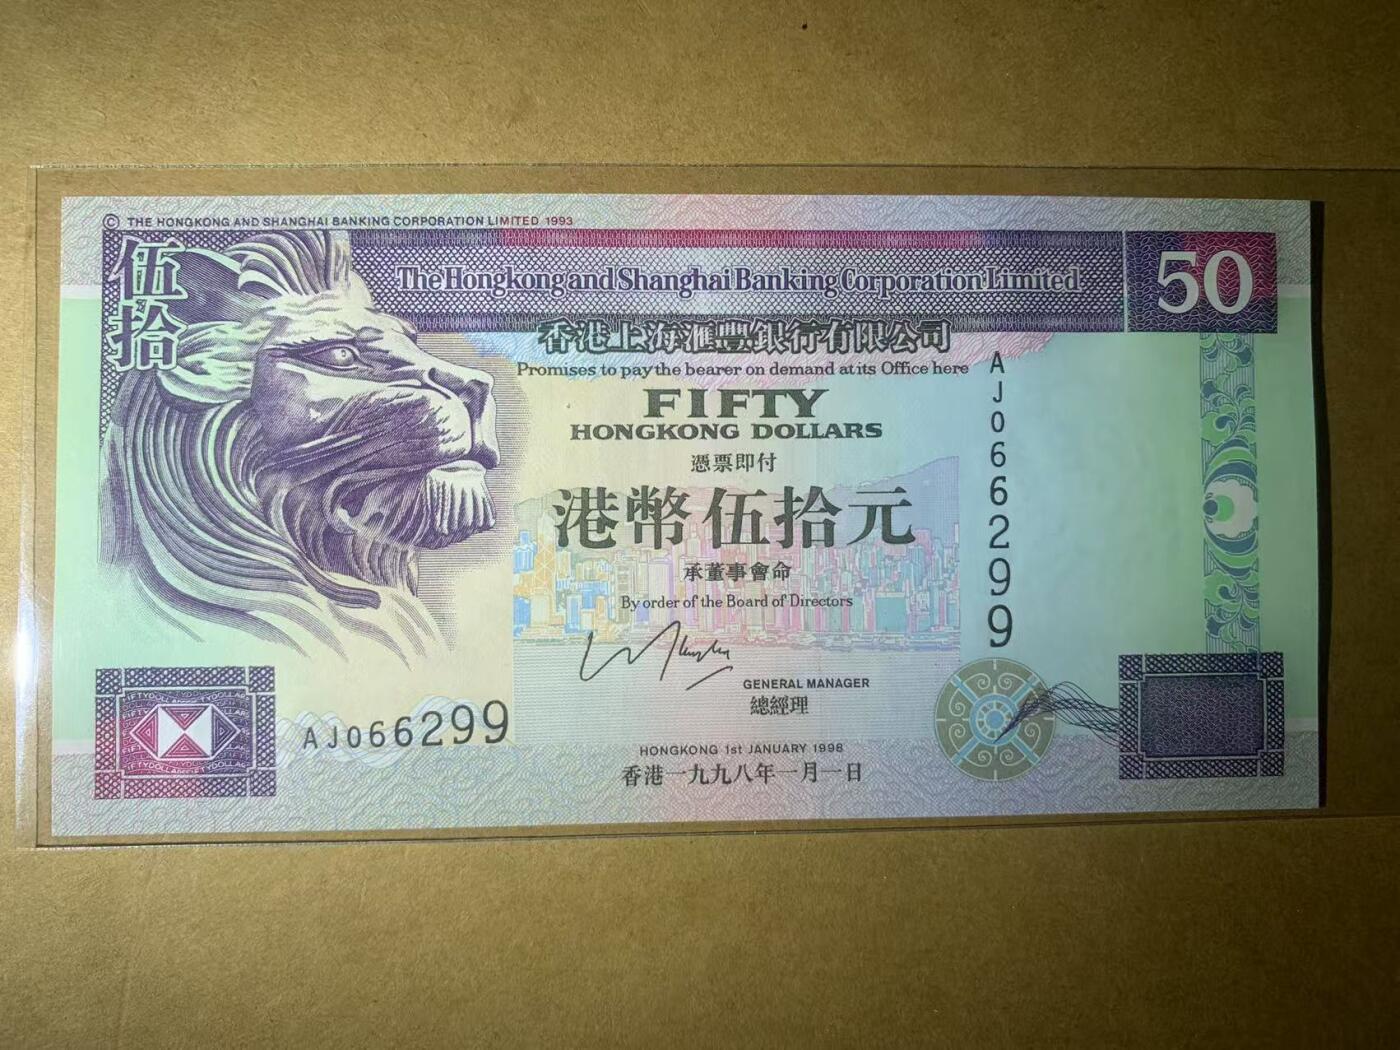 © THE HONGKONG AND SHANGHAI BANKING CORPORATION LIMITED 1993
伍拾
The Hongkong and Shanghai Banking Corporation Limited
50
香港上海滙豐銀行有限公司
Promises to pay the bearer on demand at its Office here
AJ066299
FIFTY
HONGKONG DOLLARS
憑票即付
港幣伍拾元
承董事會命
By order of the Board of Directors
GENERAL MANAGER
總經理
AJ066299
HONGKONG 1st JANUARY 1998
香港一九九八年一月一日